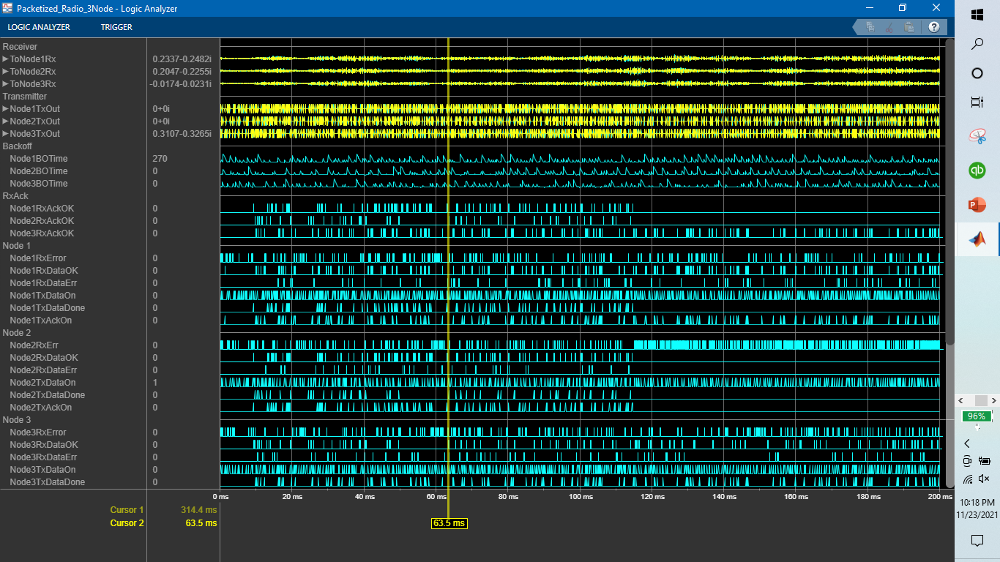 Packetized_Radio_3Node - Logic Analyzer
LOGIC ANALYZER TRIGGER
Receiver
ToNode1Rx 0.2337-0.2482i
ToNode2Rx 0.2047-0.2255i
ToNode3Rx -0.0174-0.0231i
Transmitter
Node1TxOut 0+0i
Node2TxOut 0+0i
Node3TxOut 0.3107-0.3265i
Backoff
Node1BOTime 270
Node2BOTime 0
Node3BOTime 0
RxAck
Node1RxAckOK 0
Node2RxAckOK 0
Node3RxAckOK 0
Node 1
Node1RxError 0
Node1RxDataOK 0
Node1RxDataErr 0
Node1TxDataOn 0
Node1TxDataDone 0
Node1TxAckOn 0
Node 2
Node2RxErr 0
Node2RxDataOK 0
Node2RxDataErr 0
Node2TxDataOn 1
Node2TxDataDone 0
Node2TxAckOn 0
Node 3
Node3RxError 0
Node3RxDataOK 0
Node3RxDataErr 0
Node3TxDataOn 0
Node3TxDataDone 0
0 ms 20 ms 40 ms 60 ms 80 ms 100 ms 120 ms 140 ms 160 ms 180 ms 200 ms
Cursor 1 314.4 ms
Cursor 2 63.5 ms
63.5 ms
qb
P
96%
10:18 PM
11/23/2021